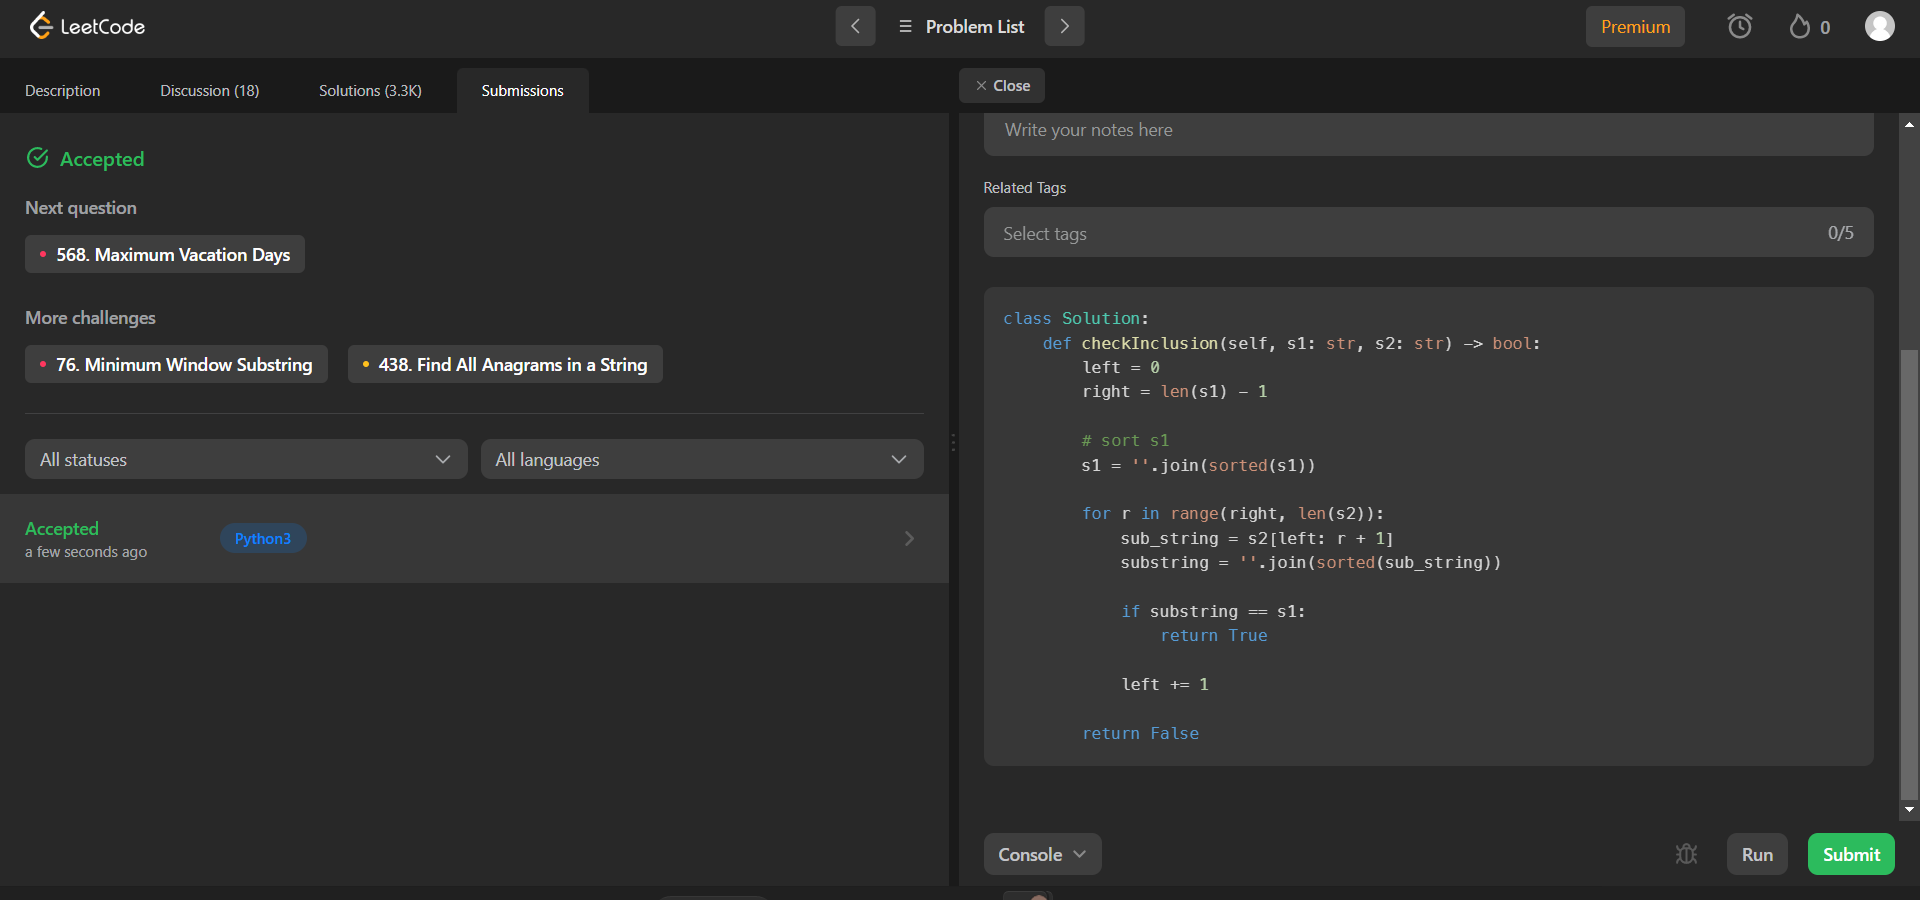 LeetCode
Problem List
Premium
0
Description
Discussion (18)
Solutions (3.3K)
Submissions
Close
Accepted
Next question
568. Maximum Vacation Days
More challenges
76. Minimum Window Substring
438. Find All Anagrams in a String
All statuses
All languages
Accepted
a few seconds ago
Python3
Write your notes here
Related Tags
Select tags
0/5
class Solution:
    def checkInclusion(self, s1: str, s2: str) -> bool:
        left = 0
        right = len(s1) - 1

        # sort s1
        s1 = ''.join(sorted(s1))

        for r in range(right, len(s2)):
            sub_string = s2[left: r + 1]
            substring = ''.join(sorted(sub_string))

            if substring == s1:
                return True

            left += 1

        return False
Console
Run
Submit